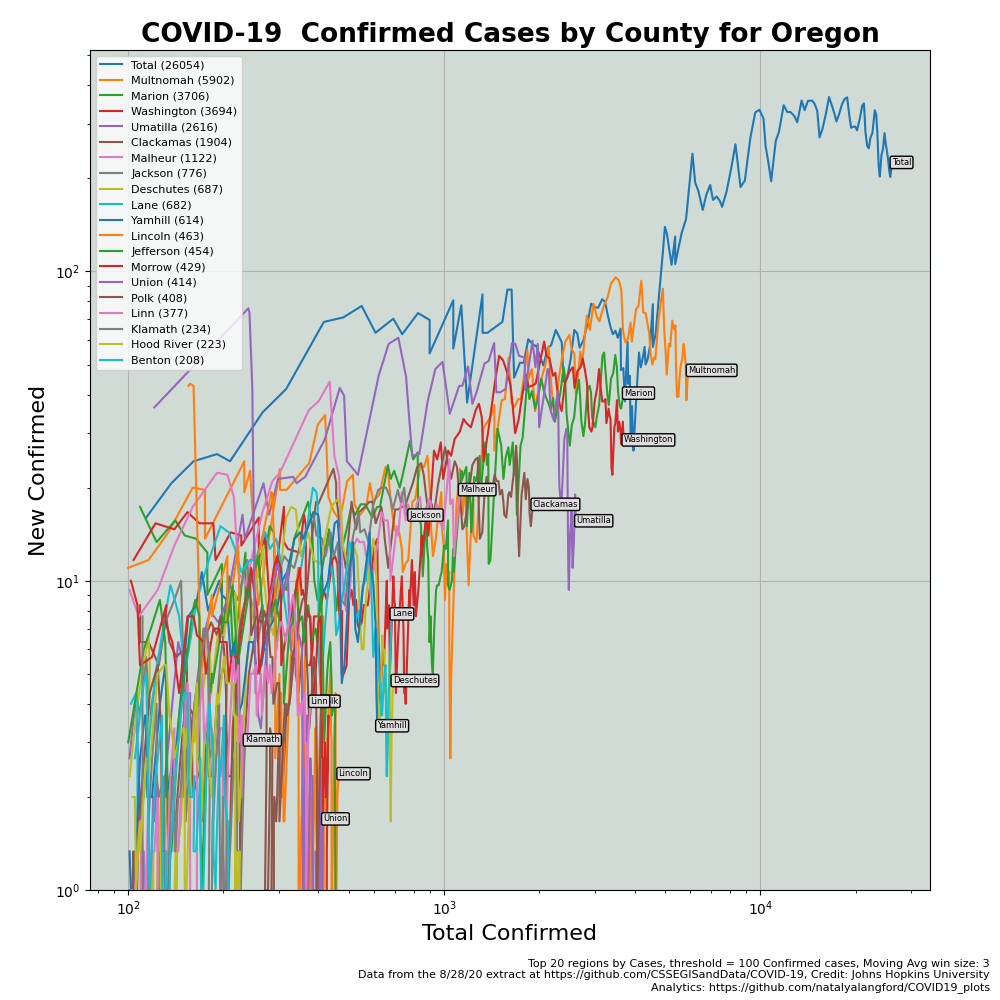 COVID-19  Confirmed Cases by County for Oregon
Total (26054)
Multnomah (5902)
Marion (3706)
Washington (3694)
Umatilla (2616)
Clackamas (1904)
Malheur (1122)
Jackson (776)
Deschutes (687)
Lane (682)
Yamhill (614)
Lincoln (463)
Jefferson (454)
Morrow (429)
Union (414)
Polk (408)
Linn (377)
Klamath (234)
Hood River (223)
Benton (208)
New Confirmed
10²
10¹
10⁰
Total
Multnomah
Marion
Washington
Malheur
Clackamas
Jackson
Umatilla
Lane
Deschutes
Linn lk
Yamhill
Klamath
Lincoln
Union
10² 10³ 10⁴
Total Confirmed
Top 20 regions by Cases, threshold = 100 Confirmed cases, Moving Avg win size: 3
Data from the 8/28/20 extract at https://github.com/CSSEGISandData/COVID-19, Credit: Johns Hopkins University
Analytics: https://github.com/natalyalangford/COVID19_plots